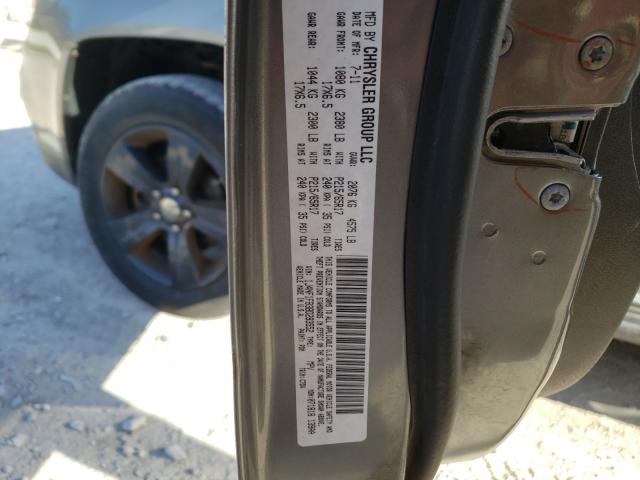 MFD BY CHRYSLER GROUP LLC
DATE OF MFR: 7-11 GVWR: 2076 KG 4575 LB
GAWR FRONT: 1080 KG 2380 LB WITH P215/65R17 TIRES
17X6.5 RIMS AT 240 KPA ( 35 PSI) COLD
GAWR REAR: 1044 KG 2300 LB WITH P215/65R17 TIRES
17X6.5 RIMS AT 240 KPA ( 35 PSI) COLD
THIS VEHICLE CONFORMS TO ALL APPLICABLE U.S.A. FEDERAL MOTOR VEHICLE SAFETY AND
THEFT PREVENTION STANDARDS IN EFFECT ON THE DATE OF MANUFACTURE SHOWN ABOVE.
VIN: TYPE: MPV
VEHICLE MADE IN U.S.A. PAINT: MDH:071818